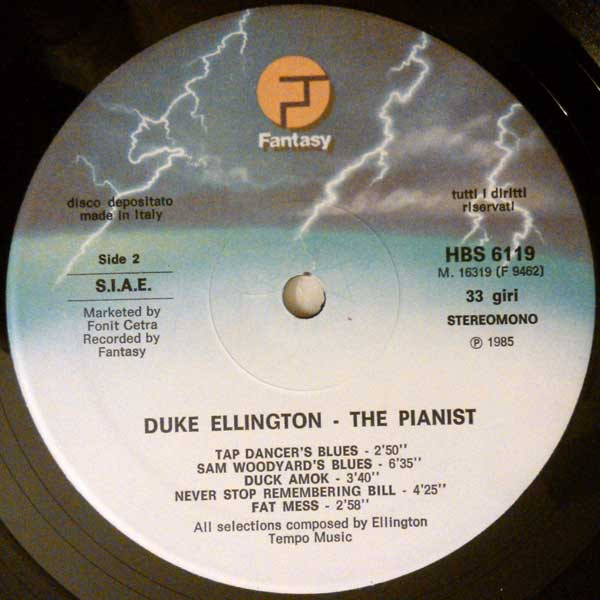 Fantasy
disco depositato
made in Italy
tutti i diritti
riservati
Side 2
S.I.A.E.
Marketed by
Fonit Cetra
Recorded by
Fantasy
HBS 6119
M. 16319 (F 9462)
33 giri
STEREOMONO
℗ 1985
DUKE ELLINGTON - THE PIANIST
TAP DANCER'S BLUES - 2'50''
SAM WOODYARD'S BLUES - 6'35''
DUCK AMOK - 3'40''
NEVER STOP REMEMBERING BILL - 4'25''
FAT MESS - 2'58''
All selections composed by Ellington
Tempo Music